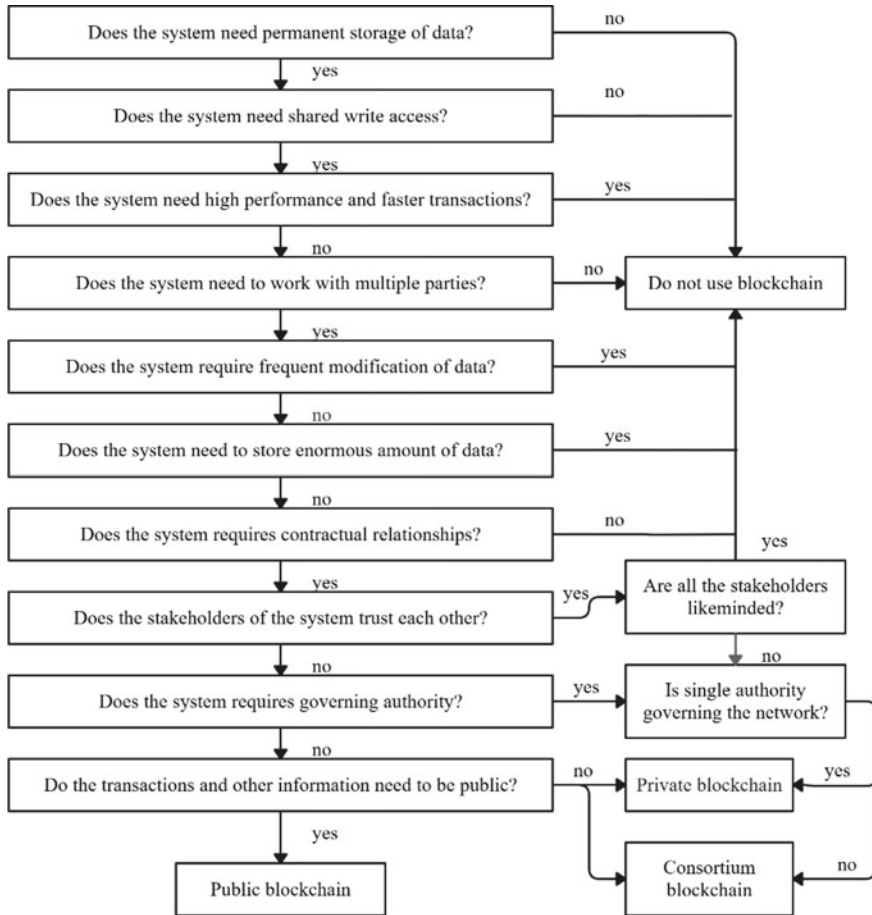 Does the system need permanent storage of data?
no
yes
Does the system need shared write access?
no
yes
Does the system need high performance and faster transactions?
yes
no
Does the system need to work with multiple parties?
no
Do not use blockchain
yes
Does the system require frequent modification of data?
yes
no
Does the system need to store enormous amount of data?
yes
no
Does the system requires contractual relationships?
no
yes
yes
Does the stakeholders of the system trust each other?
yes
Are all the stakeholders
likeminded?
no
no
Does the system requires governing authority?
yes
Is single authority
governing the network?
no
Do the transactions and other information need to be public?
no
Private blockchain
yes
yes
Public blockchain
Consortium
blockchain
no